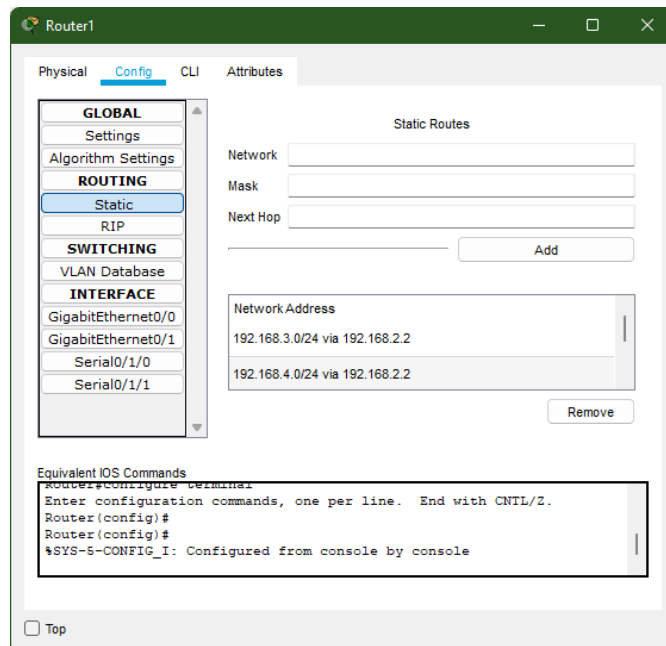 Router1
Physical Config CLI Attributes
GLOBAL
Settings
Algorithm Settings
ROUTING
Static
RIP
SWITCHING
VLAN Database
INTERFACE
GigabitEthernet0/0
GigabitEthernet0/1
Serial0/1/0
Serial0/1/1
Static Routes
Network
Mask
Next Hop
Add
Network Address
192.168.3.0/24 via 192.168.2.2
192.168.4.0/24 via 192.168.2.2
Remove
Equivalent IOS Commands
Router#configure terminal
Enter configuration commands, one per line. End with CNTL/Z.
Router(config)#
Router(config)#
%SYS-5-CONFIG_I: Configured from console by console
Top